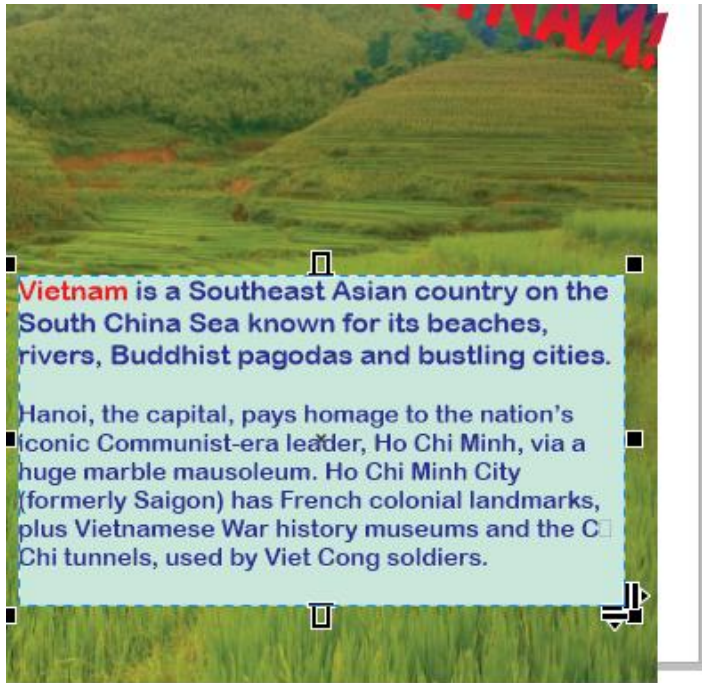 TNAM!
Vietnam is a Southeast Asian country on the
South China Sea known for its beaches,
rivers, Buddhist pagodas and bustling cities.
Hanoi, the capital, pays homage to the nation’s
iconic Communist-era leader, Ho Chi Minh, via a
huge marble mausoleum. Ho Chi Minh City
(formerly Saigon) has French colonial landmarks,
plus Vietnamese War history museums and the C□
Chi tunnels, used by Viet Cong soldiers.